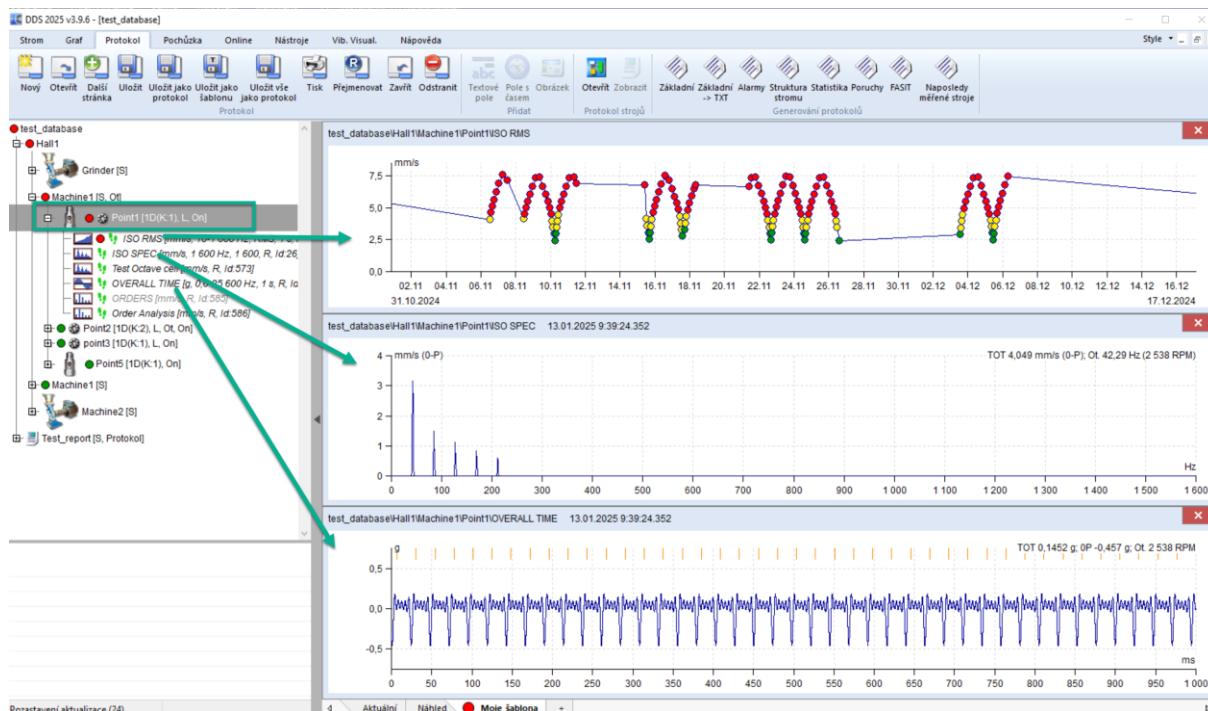 DDS 2025 v3.9.6 - [test_database]
Strom Graf Protokol Pochůzka Online Nástroje Vib. Visual. Nápověda Style
Nový Otevřít Další stránka Uložit Uložit jako protokol Uložit jako šablonu Uložit vše jako protokol Tisk Přejmenovat Zavřít Odstranit Textové pole Pole s časem Obrázek Otevřít Zobrazit Základní Základní -> TXT Alarmy Struktura stromu Statistika Poruchy FASIT Naposledy měřené stroje
Protokol Přidat Protokol strojů Generování protokolů
test_database
Hall1
Grinder [S]
Machine1 [S, Ot]
Point1 [1D(K:1), L, On]
ISO RMS [mm/s, RMS, 1 s,
ISO SPEC [mm/s, 1 600 Hz, 1 600, R, Id:26
Test Octave cell [mm/s, R, Id:573]
OVERALL TIME [g, 600 Hz, 1 s, R, Id
ORDERS [mm/s, R, Id:585]
Order Analysis [mm/s, R, Id:586]
Point2 [1D(K:2), L, Ot, On]
point3 [1D(K:1), L, On]
Point5 [1D(K:1), On]
Machine1 [S]
Machine2 [S]
Test_report [S, Protokol]
Pozastavení aktualizace (24)
test_database\Hall1\Machine1\Point1\ISO RMS
mm/s
7,5
5,0
2,5
0,0
02.11 04.11 06.11 08.11 10.11 12.11 14.11 16.11 18.11 20.11 22.11 24.11 26.11 28.11 30.11 02.12 04.12 06.12 08.12 10.12 12.12 14.12 16.12
31.10.2024 17.12.2024
test_database\Hall1\Machine1\Point1\ISO SPEC 13.01.2025 9:39:24.352
mm/s (0-P) TOT 4,049 mm/s (0-P); Ot. 42,29 Hz (2 538 RPM)
4
3
2
1
0
Hz
0 100 200 300 400 500 600 700 800 900 1 000 1 100 1 200 1 300 1 400 1 500 1 600
test_database\Hall1\Machine1\Point1\OVERALL TIME 13.01.2025 9:39:24.352
g TOT 0,1452 g; 0P -0,457 g; Ot. 2 538 RPM
0,5
0,0
-0,5
ms
0 50 100 150 200 250 300 350 400 450 500 550 600 650 700 750 800 850 900 950 1 000
Aktuální Náhled Moje šablona +